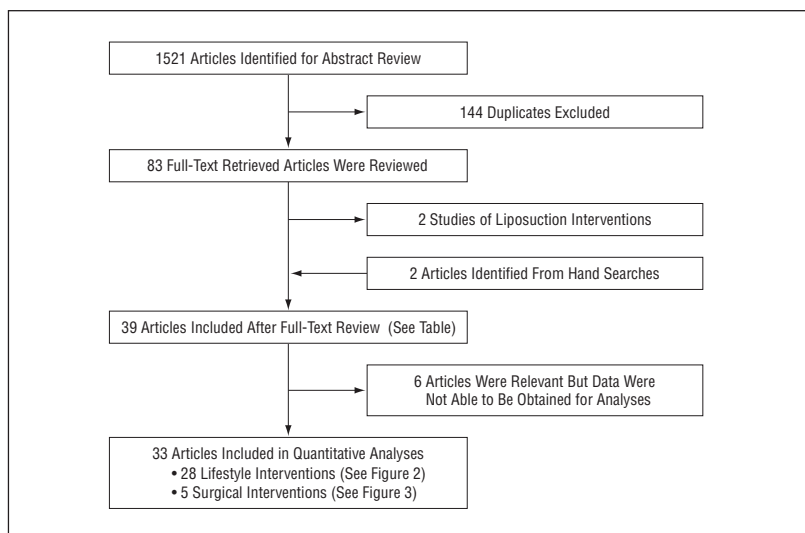 1521 Articles Identified for Abstract Review
144 Duplicates Excluded
83 Full-Text Retrieved Articles Were Reviewed
2 Studies of Liposuction Interventions
2 Articles Identified From Hand Searches
39 Articles Included After Full-Text Review (See Table)
6 Articles Were Relevant But Data Were
Not Able to Be Obtained for Analyses
33 Articles Included in Quantitative Analyses
• 28 Lifestyle Interventions (See Figure 2)
• 5 Surgical Interventions (See Figure 3)